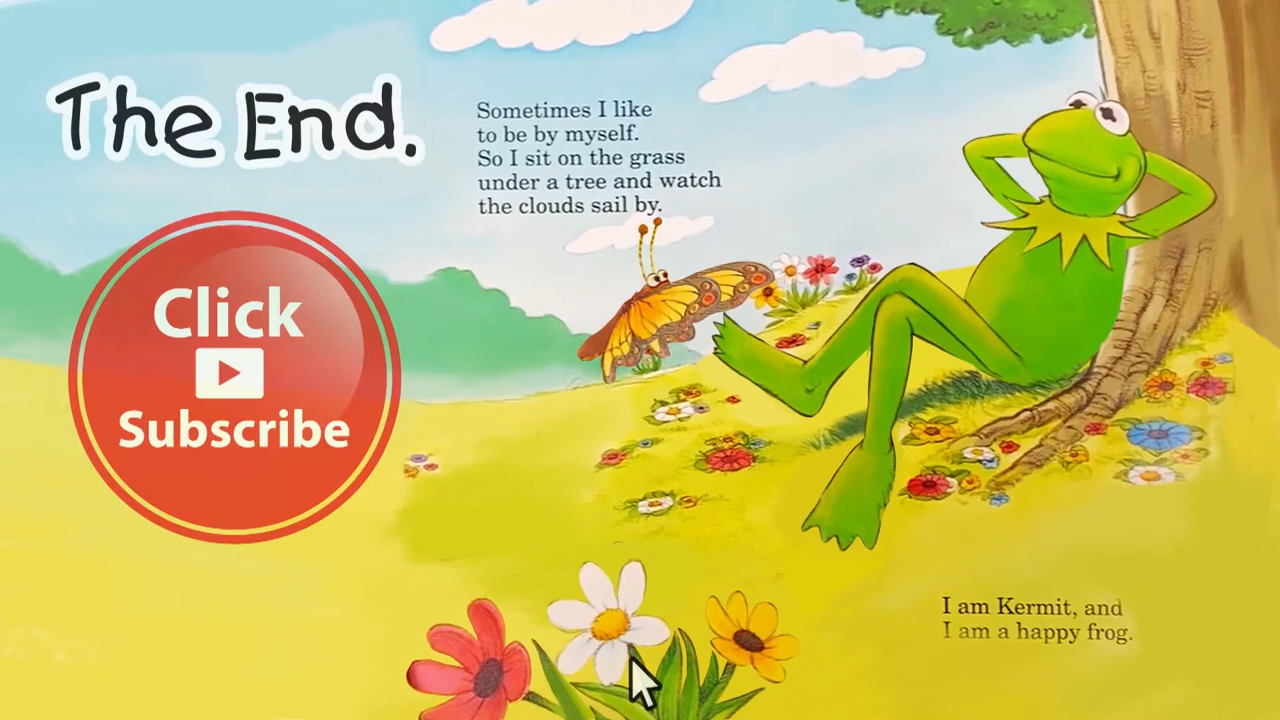 The End.
Click
Subscribe
Sometimes I like
to be by myself.
So I sit on the grass
under a tree and watch
the clouds sail by.
I am Kermit, and
I am a happy frog.